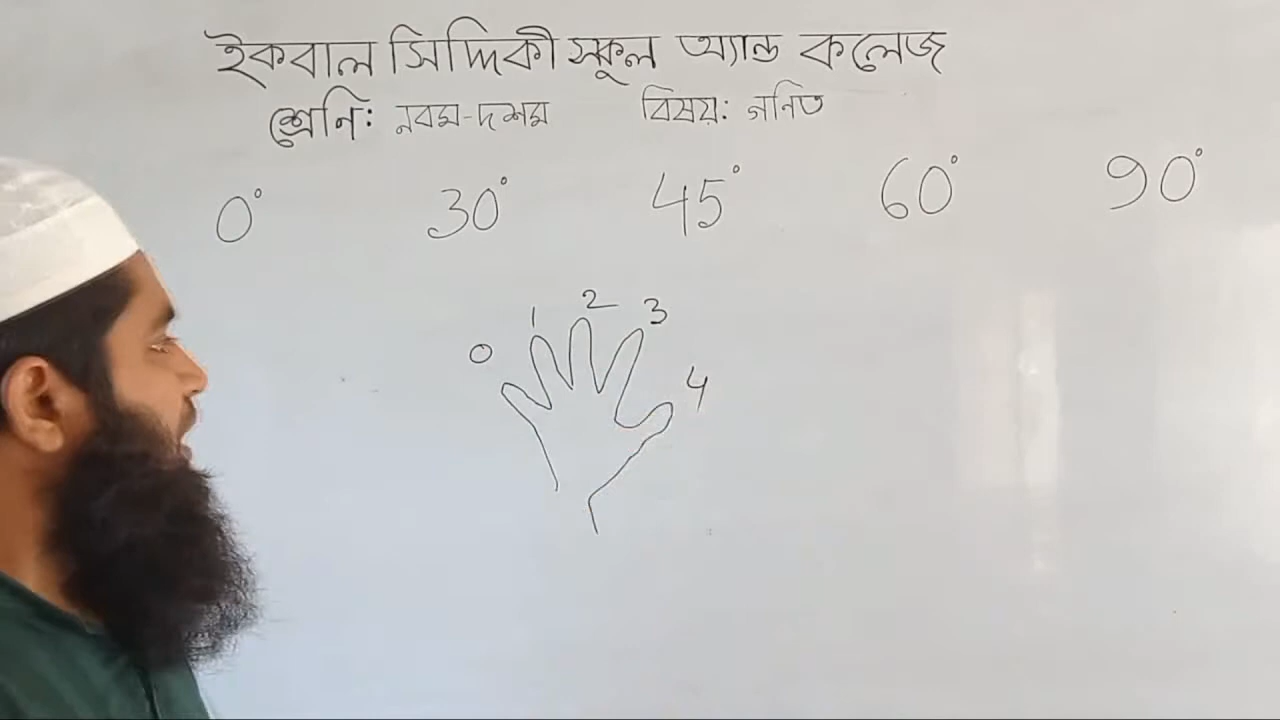 ইকবাল সিদ্দিকী স্কুল অ্যান্ড কলেজ
শ্রেণি: নবম-দশম বিষয়: গনিত
0° 30° 45° 60° 90°
0 1 2 3 4